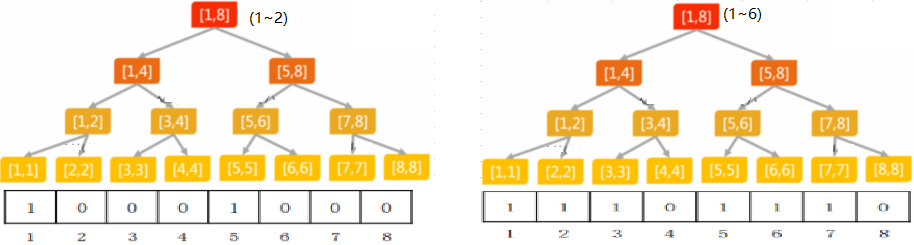 [1,8] (1~2)
[1,4] [5,8]
[1,2] [3,4] [5,6] [7,8]
[1,1] [2,2] [3,3] [4,4] [5,5] [6,6] [7,7] [8,8]
1 0 0 0 1 0 0 0
1 2 3 4 5 6 7 8
[1,8] (1~6)
[1,4] [5,8]
[1,2] [3,4] [5,6] [7,8]
[1,1] [2,2] [3,3] [4,4] [5,5] [6,6] [7,7] [8,8]
1 1 1 0 1 1 1 0
1 2 3 4 5 6 7 8